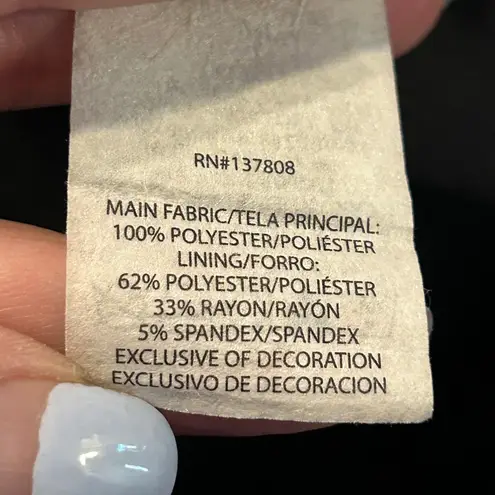 RN#137808
MAIN FABRIC/TELA PRINCIPAL:
100% POLYESTER/POLIÉSTER
LINING/FORRO:
62% POLYESTER/POLIÉSTER
33% RAYON/RAYÓN
5% SPANDEX/SPANDEX
EXCLUSIVE OF DECORATION
EXCLUSIVO DE DECORACION